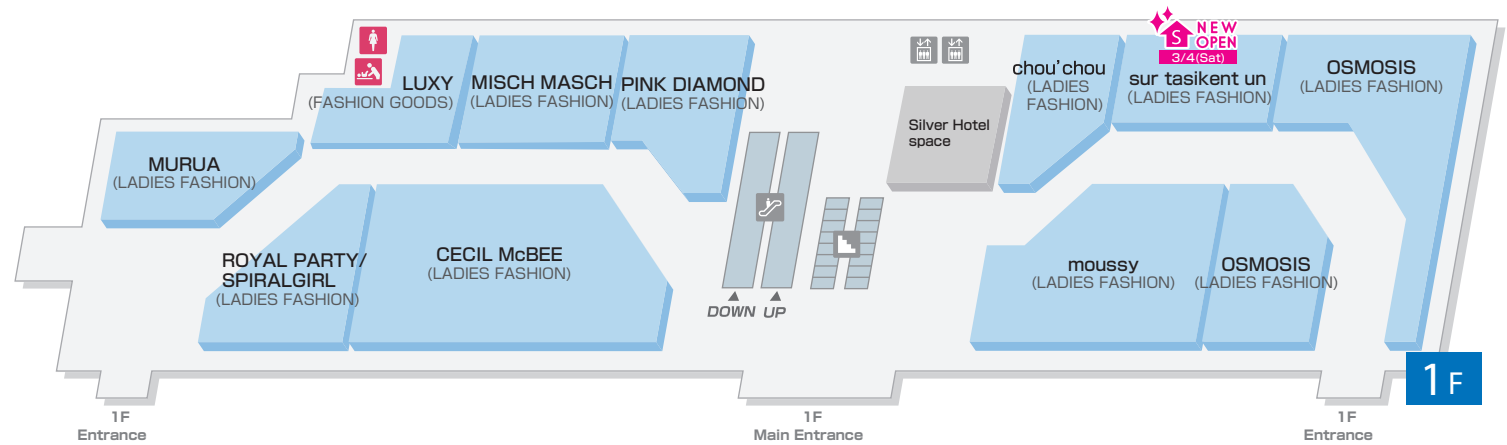 S
NEW
OPEN
3/4(Sat)
LUXY
(FASHION GOODS)
MISCH MASCH
(LADIES FASHION)
PINK DIAMOND
(LADIES FASHION)
chou'chou
(LADIES
FASHION)
sur tasikent un
(LADIES FASHION)
OSMOSIS
(LADIES FASHION)
Silver Hotel
space
MURUA
(LADIES FASHION)
ROYAL PARTY/
SPIRALGIRL
(LADIES FASHION)
CECIL McBEE
(LADIES FASHION)
moussy
(LADIES FASHION)
OSMOSIS
(LADIES FASHION)
DOWN UP
1F
1F
Entrance
1F
Main Entrance
1F
Entrance